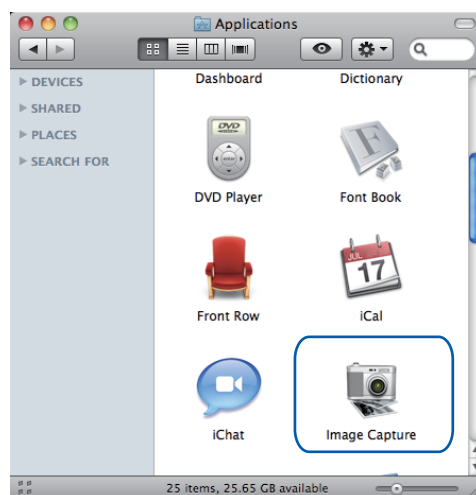 Applications
DEVICES
SHARED
PLACES
SEARCH FOR
Dashboard
Dictionary
DVD
DVD Player
F
Font Book
Front Row
JUL
17
iCal
iChat
Image Capture
25 items, 25.65 GB available